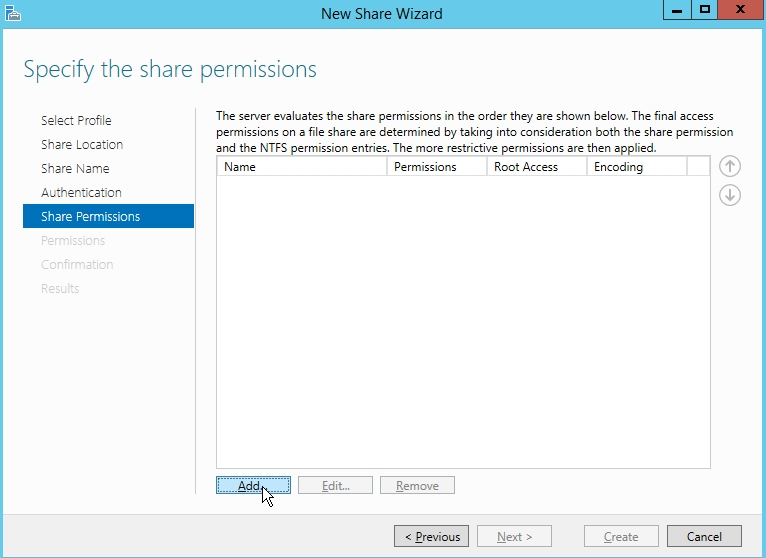 New Share Wizard
Specify the share permissions
Select Profile
Share Location
Share Name
Authentication
Share Permissions
Permissions
Confirmation
Results
The server evaluates the share permissions in the order they are shown below. The final access
permissions on a file share are determined by taking into consideration both the share permission
and the NTFS permission entries. The more restrictive permissions are then applied.
Name Permissions Root Access Encoding
Add... Edit... Remove
< Previous Next > Create Cancel